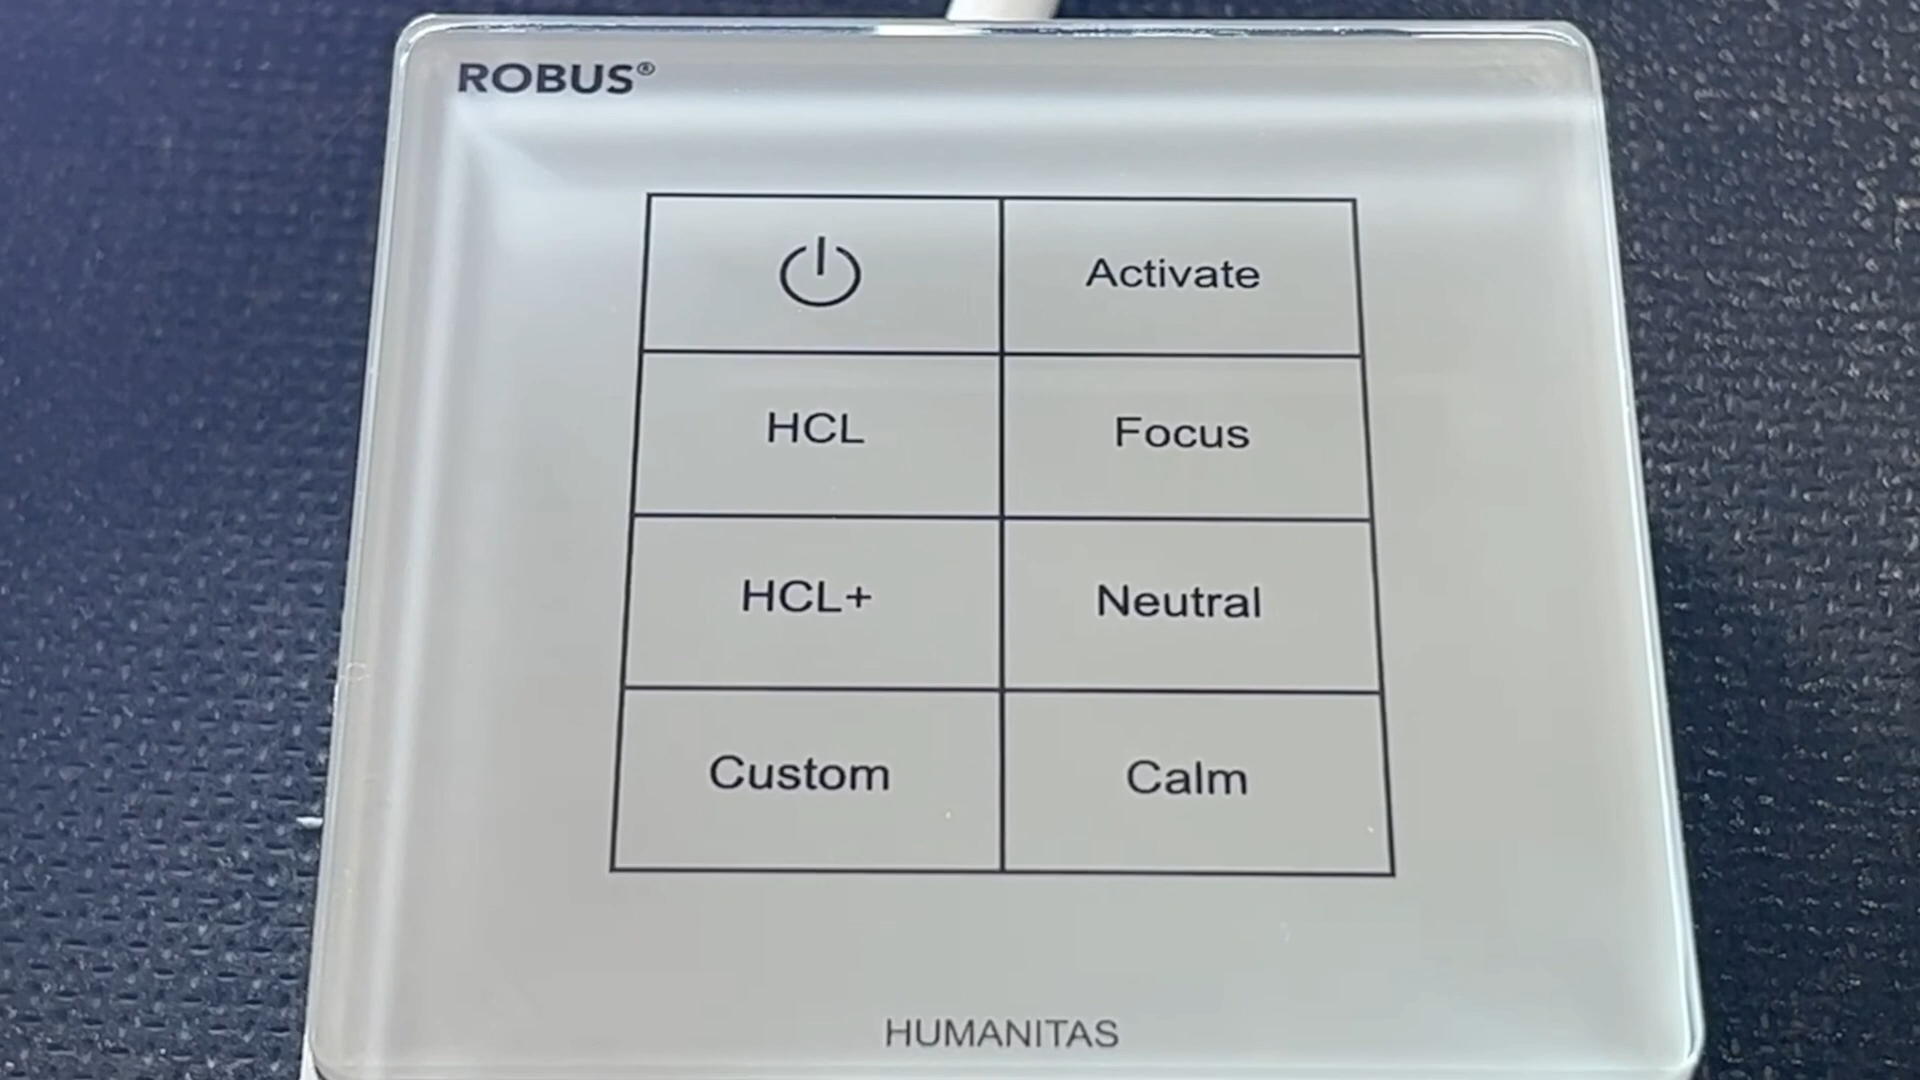 ROBUS®
Activate
HCL
Focus
HCL+
Neutral
Custom
Calm
HUMANITAS